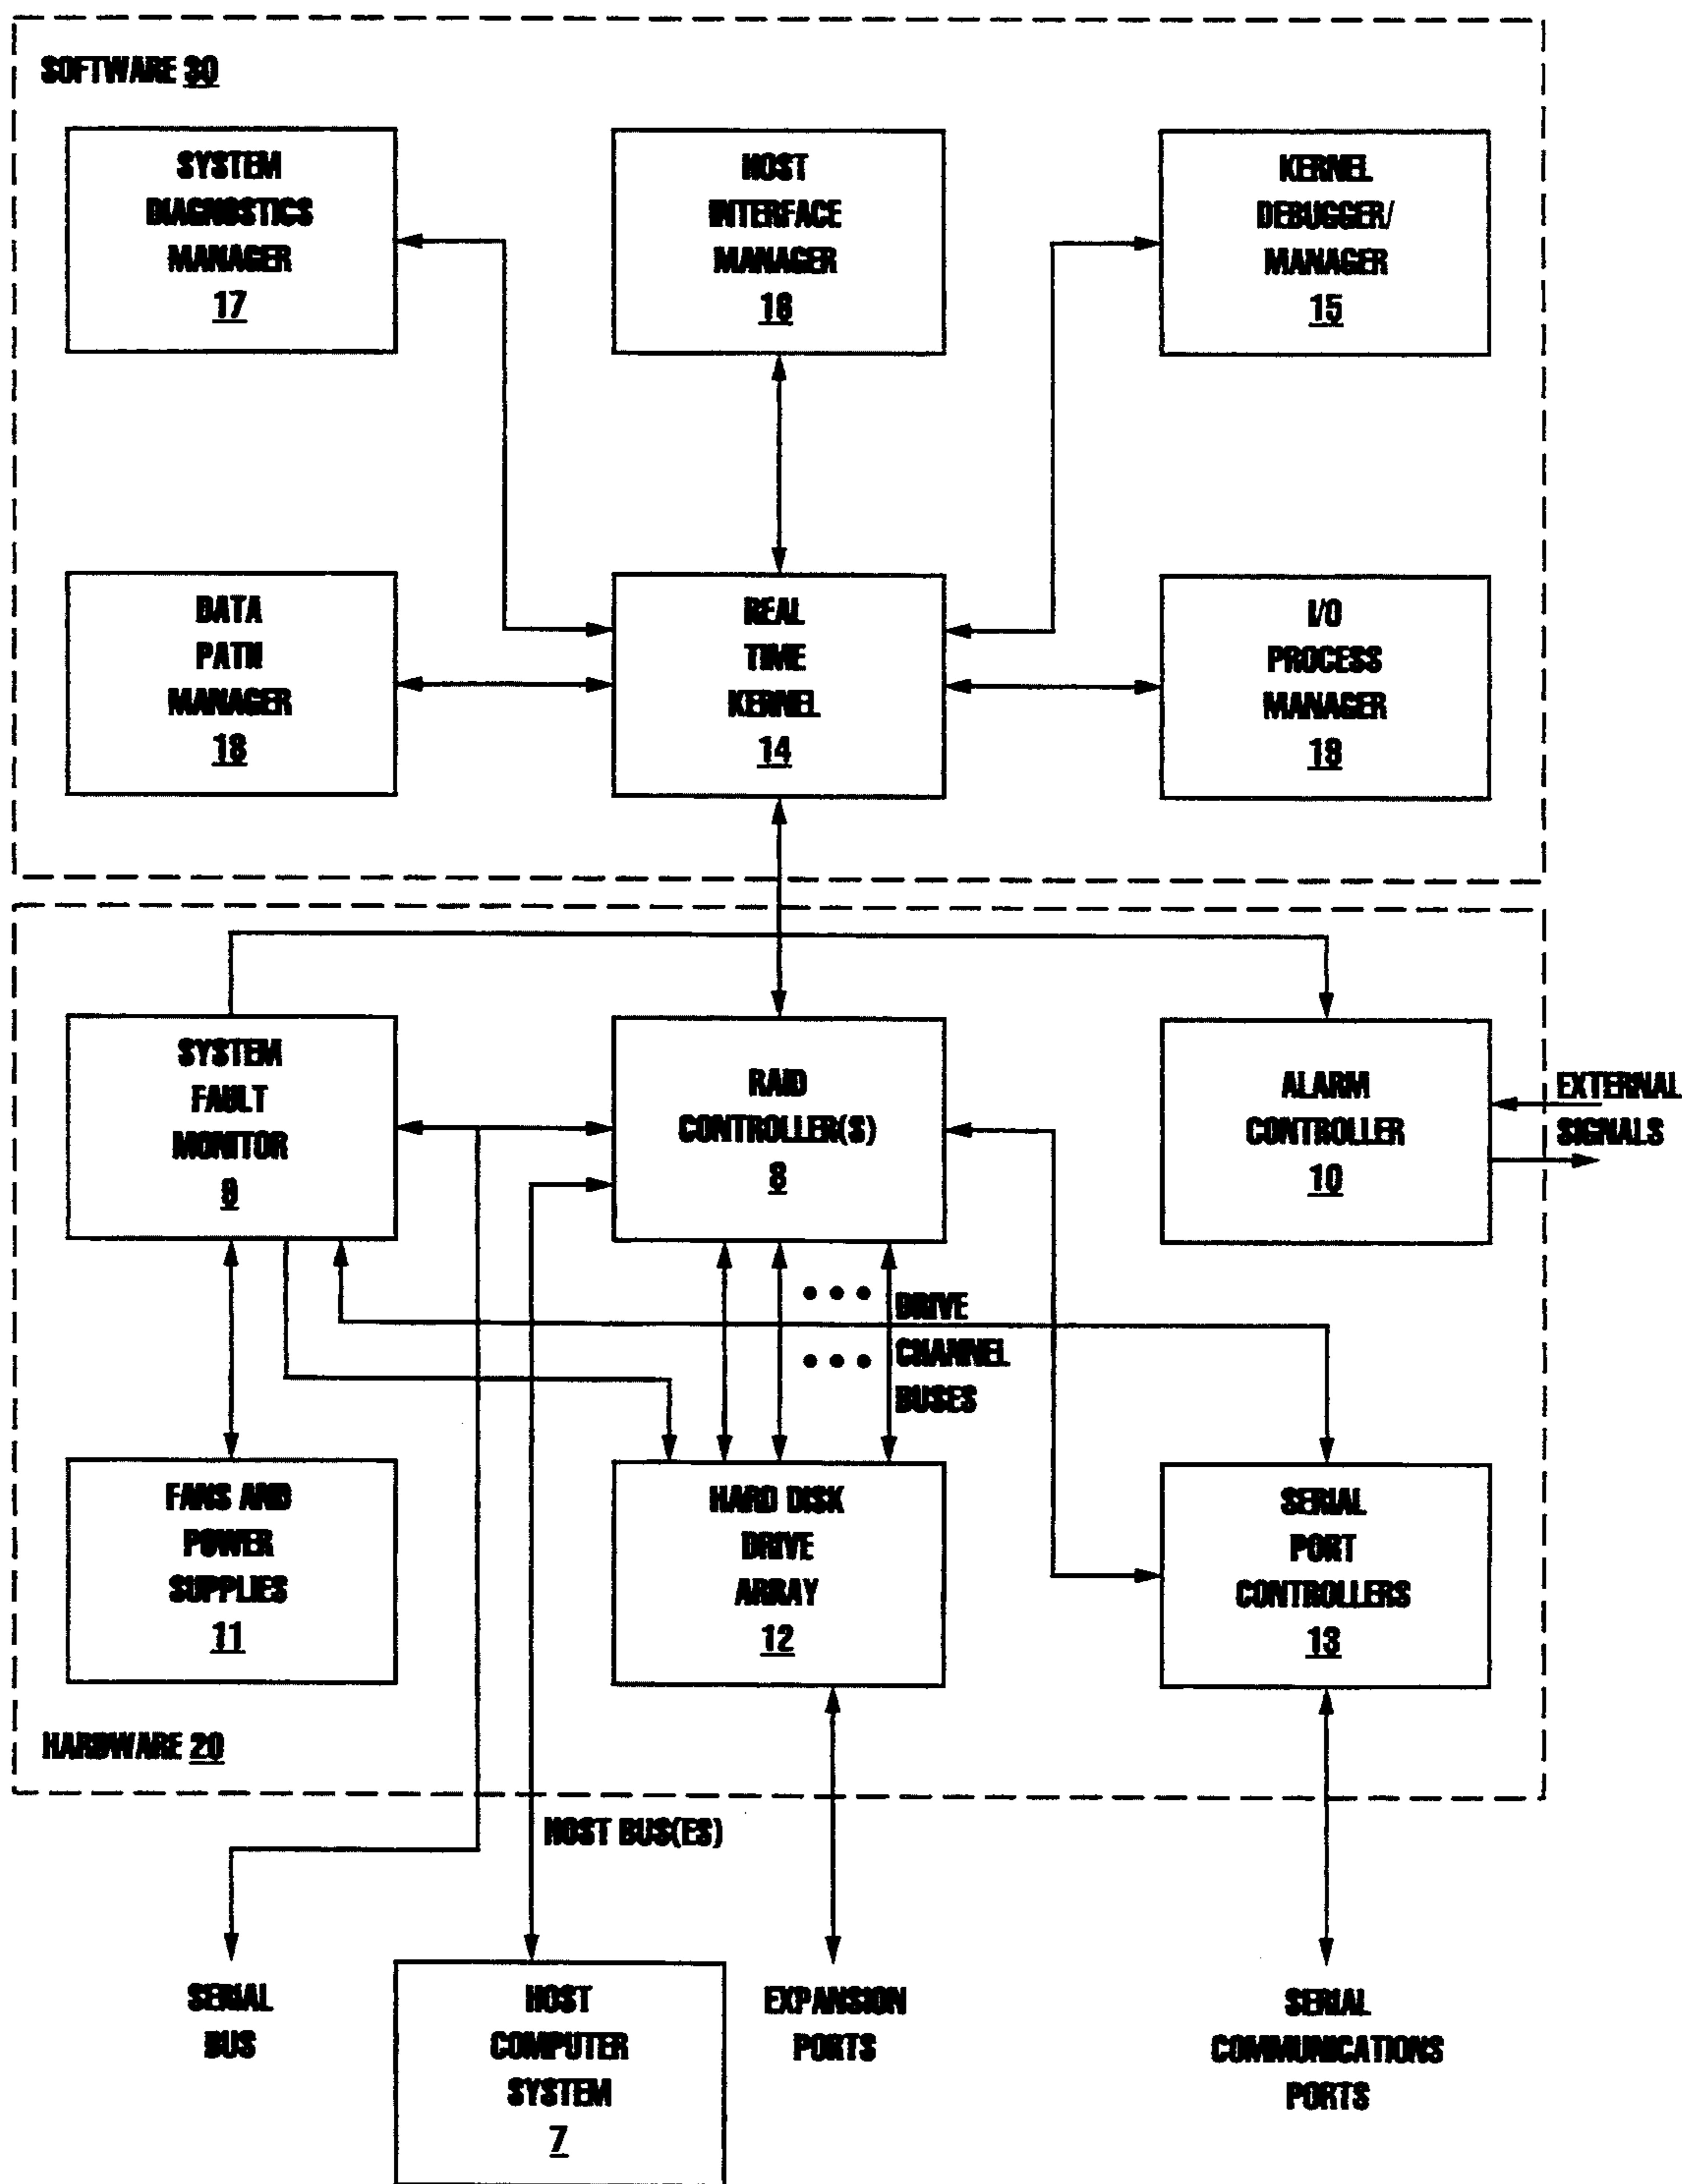 SOFTWARE 30
SYSTEM
DIAGNOSTICS
MANAGER
17
HOST
INTERFACE
MANAGER
16
KERNEL
DEBUGGER/
MANAGER
15
DATA
PATH
MANAGER
18
REAL
TIME
KERNEL
14
I/O
PROCESS
MANAGER
19
SYSTEM
FAULT
MONITOR
9
RAID
CONTROLLER(S)
8
ALARM
CONTROLLER
10
EXTERNAL
SIGNALS
DRIVE
CHANNEL
BUSES
FANS AND
POWER
SUPPLIES
11
HARD DISK
DRIVE
ARRAY
12
SERIAL
PORT
CONTROLLERS
13
HARDWARE 20
HOST BUS(ES)
SERIAL
BUS
HOST
COMPUTER
SYSTEM
7
EXPANSION
PORTS
SERIAL
COMMUNICATIONS
PORTS